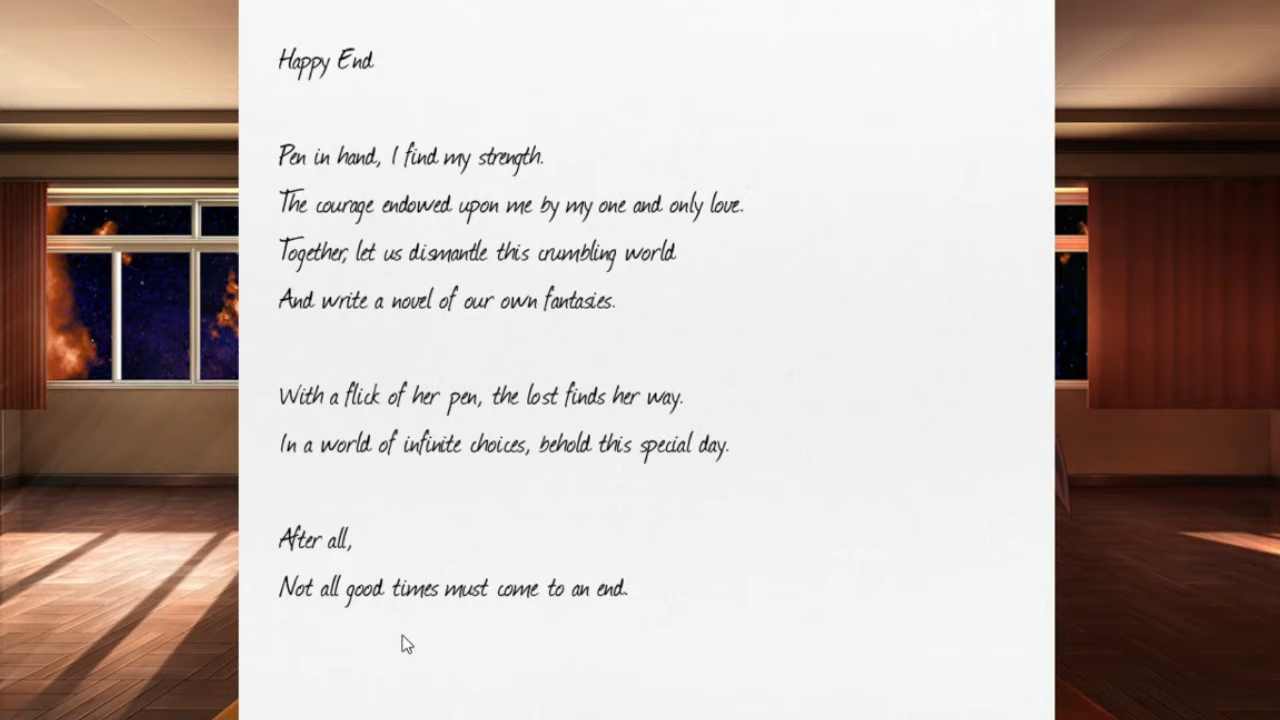 Happy End
Pen in hand, I find my strength.
The courage endowed upon me by my one and only love.
Together, let us dismantle this crumbling world
And write a novel of our own fantasies.
With a flick of her pen, the lost finds her way.
In a world of infinite choices, behold this special day.
After all,
Not all good times must come to an end.